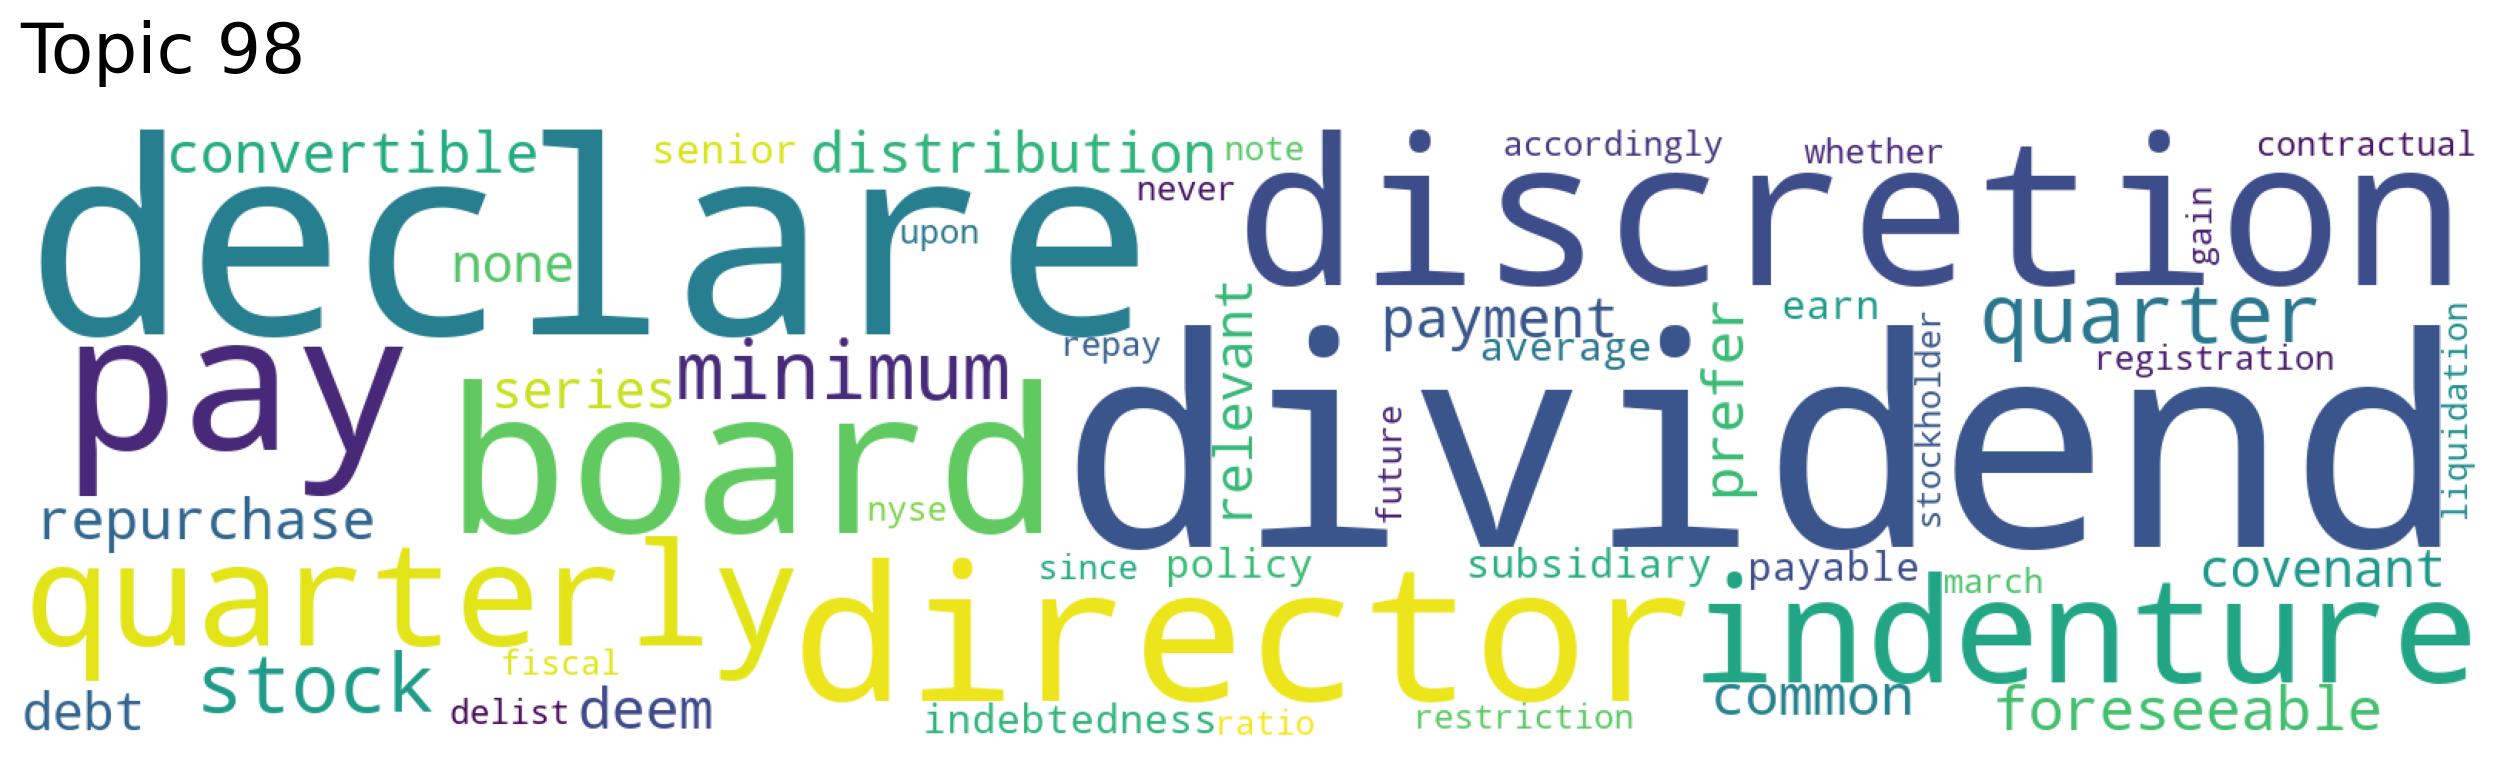 Topic 98
convertible senior distribution note accordingly whether contractual
declare never discretion
none upon gain
relevant payment earn quarter
pay series minimum repay average prefer stockholder registration liquidation
board dividend
future
repurchase nyse
quarterly since policy subsidiary payable march covenant
director indenture
stock fiscal
debt delist deem indebtedness ratio restriction common foreseeable